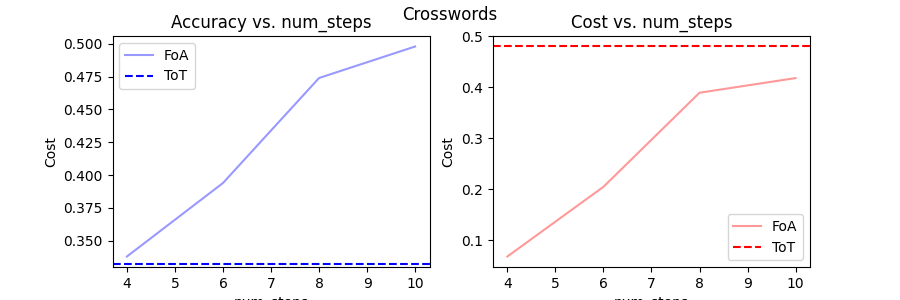 Crosswords
Accuracy vs. num_steps
Cost
0.500
0.475
0.450
0.425
0.400
0.375
0.350
FoA
ToT
4 5 6 7 8 9 10
num_steps
Cost vs. num_steps
Cost
0.5
0.4
0.3
0.2
0.1
FoA
ToT
4 5 6 7 8 9 10
num_steps